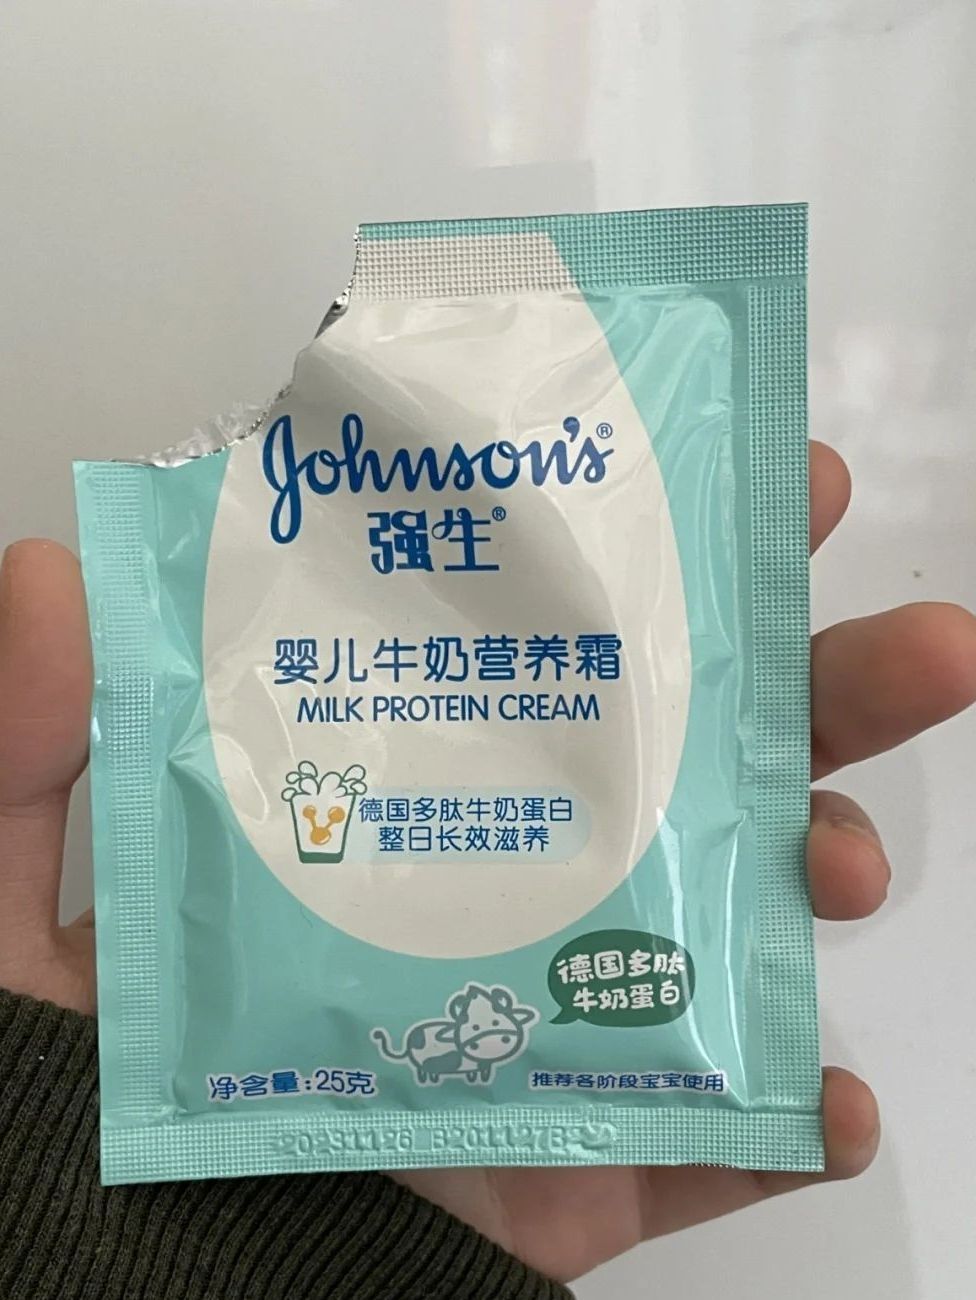 Johnson's®
强生®
婴儿牛奶营养霜
MILK PROTEIN CREAM
德国多肽牛奶蛋白
整日长效滋养
德国多肽
牛奶蛋白
净含量:25克
推荐各阶段宝宝使用